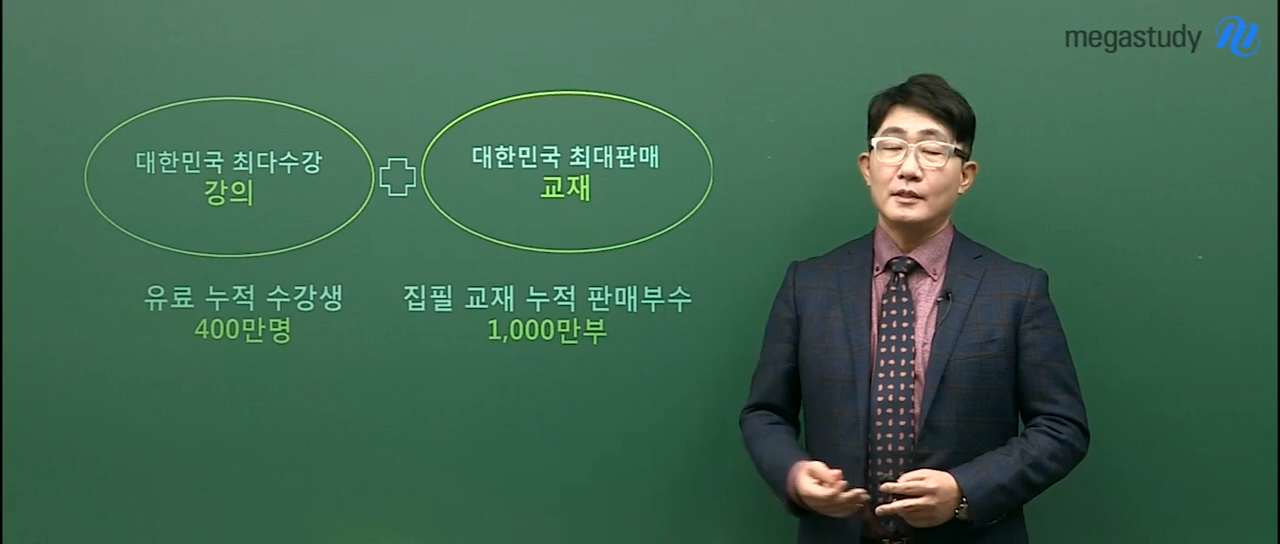 megastudy
대한민국 최다수강
강의
대한민국 최대판매
교재
유료 누적 수강생
400만명
집필 교재 누적 판매부수
1,000만부